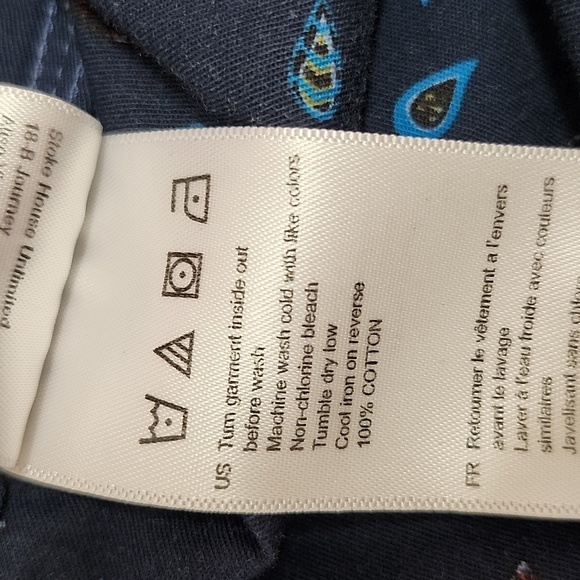 Stoke House Unlimited
18-B Journey
US Turn garment inside out
before wash
Machine wash cold with like colors
Non-chlorine bleach
Tumble dry low
Cool iron on reverse
100% COTTON
FR Retourner le vêtement a l'envers
avant le lavage
Laver à l'eau froide avec couleurs
similaires
Javelisant sans